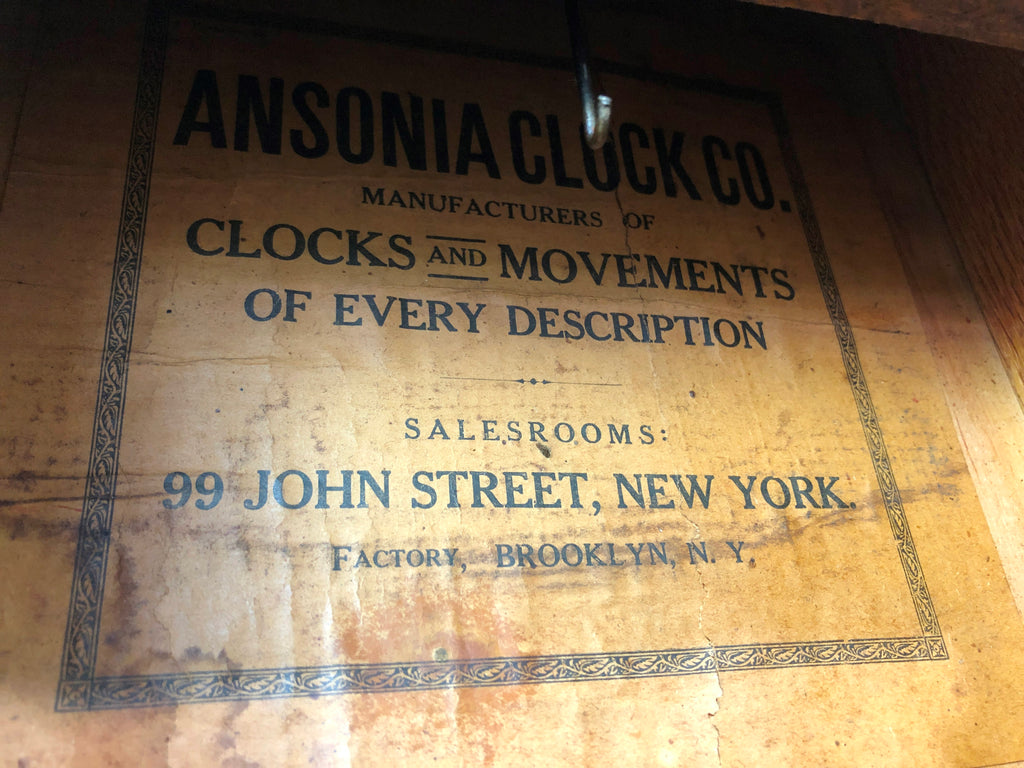 ANSONIA CLOCK CO.
MANUFACTURERS OF
CLOCKS AND MOVEMENTS
OF EVERY DESCRIPTION
SALESROOMS:
99 JOHN STREET, NEW YORK.
FACTORY, BROOKLYN, N. Y.